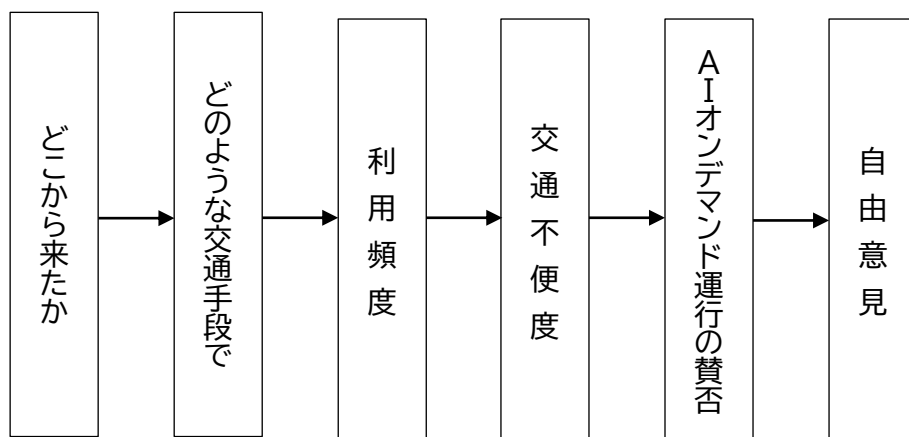 どこから来たか
どのような交通手段で
利用頻度
交通不便度
AIオンデマンド運行の賛否
自由意見